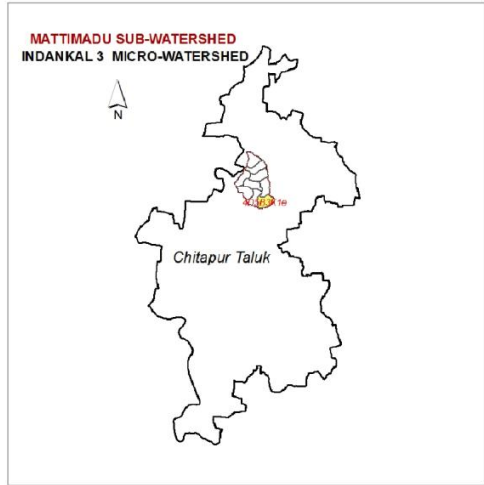 MATTIMADU SUB-WATERSHED
INDANKAL 3 MICRO-WATERSHED
N
Chitapur Taluk